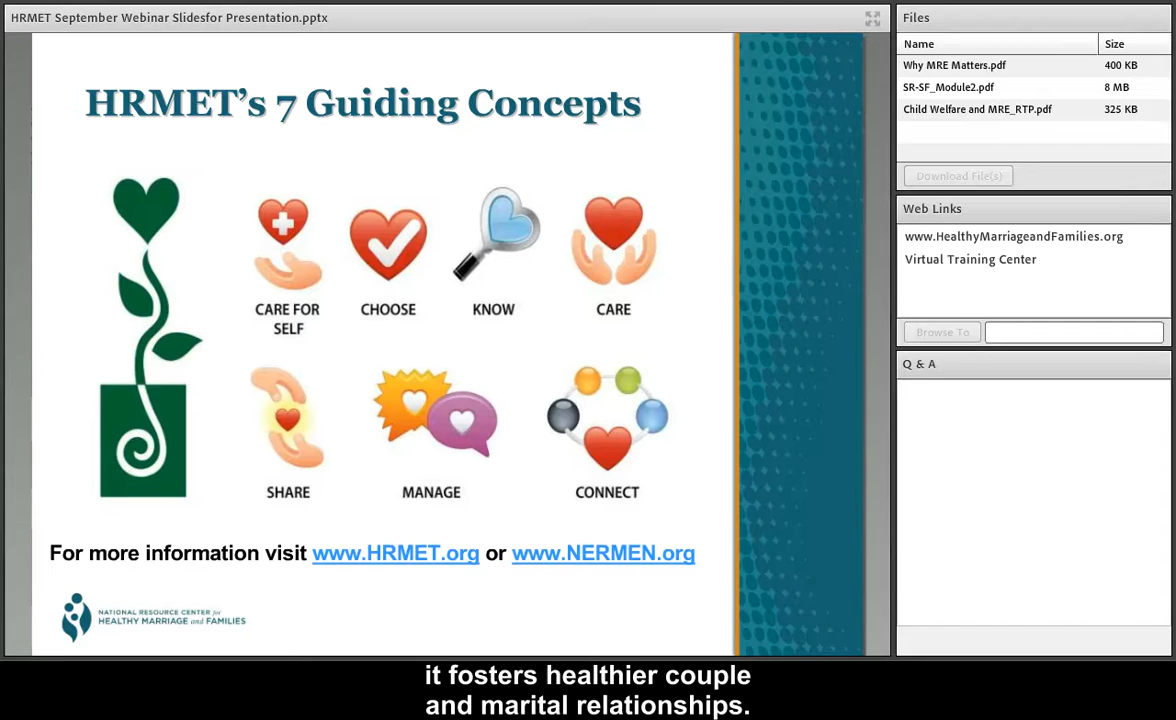 HRMET September Webinar Slidesfor Presentation.pptx
HRMET's 7 Guiding Concepts
CARE FOR
SELF
CHOOSE
KNOW
CARE
SHARE
MANAGE
CONNECT
For more information visit www.HRMET.org or www.NERMEN.org
NATIONAL RESOURCE CENTER for
HEALTHY MARRIAGE and FAMILIES
it fosters healthier couple
and marital relationships.
Files
Name Size
Why MRE Matters.pdf 400 KB
SR-SF_Module2.pdf 8 MB
Child Welfare and MRE_RTP.pdf 325 KB
Download File(s)
Web Links
www.HealthyMarriageandFamilies.org
Virtual Training Center
Browse To
Q & A